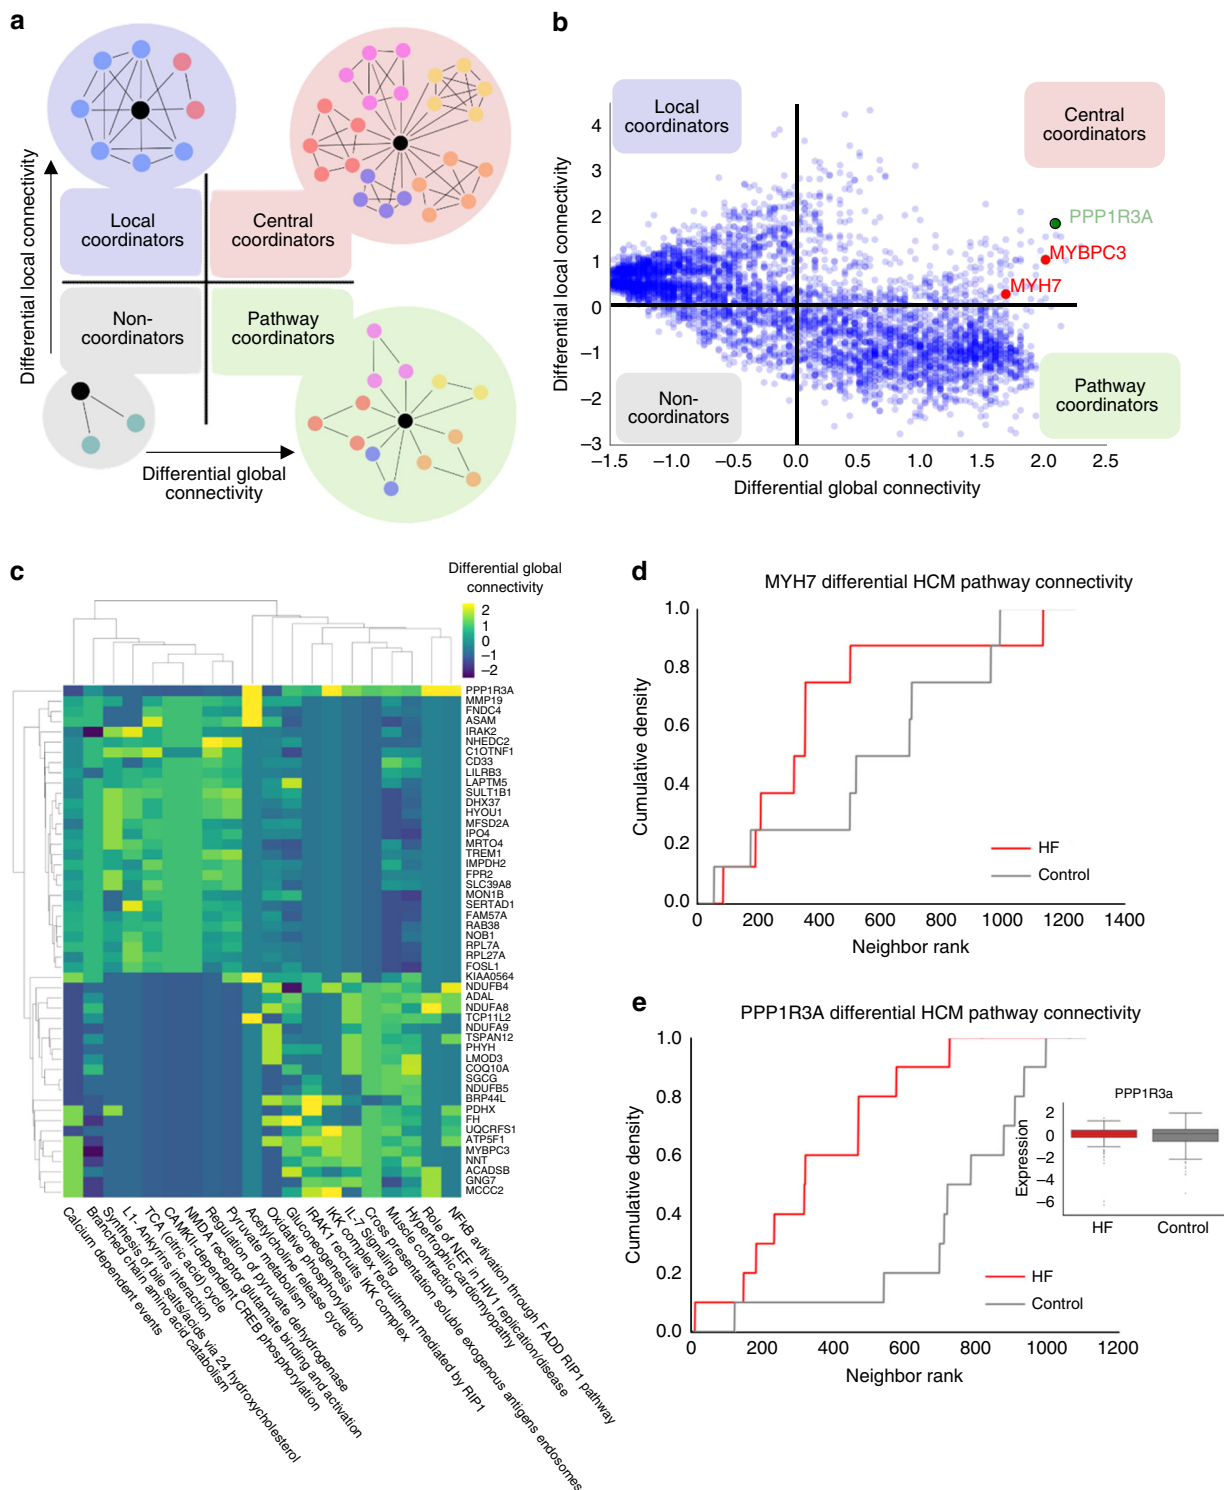 a
Differential local connectivity
Local
coordinators
Central
coordinators
Non-
coordinators
Pathway
coordinators
Differential global
connectivity
b
Differential local connectivity
4
3
2
1
0
−1
−2
−3
−1.5
−1.0
−0.5
0.0
0.5
1.0
1.5
2.0
2.5
Differential global connectivity
Local
coordinators
Central
coordinators
Non-
coordinators
Pathway
coordinators
PPP1R3A
MYBPC3
MYH7
c
Differential global
connectivity
2
1
0
−1
−2
PPP1R3A
MMP19
FNDC4
ASAM
IRAK2
NHEDC2
C1OTNF1
CD33
LILRB3
LAPTM5
SULT1B1
DHX37
HYOU1
MFSD2A
IPO4
MRTO4
TREM1
IMPDH2
FPR2
SLC39A8
MON1B
SERTAD1
FAM57A
RAB38
NOB1
RPL7A
RPL27A
FOSL1
KIAA0564
NDUFB4
ADAL
NDUFA8
TCP11L2
NDUFA9
TSPAN12
PHYH
LMOD3
COQ10A
SGCG
NDUFB5
BRP44L
PDHX
FH
UQCRFS1
ATP5F1
MYBPC3
NNT
ACADSB
GNG7
MCCC2
Calcium dependent events
Branched chain amino acid catabolism
Synthesis of bile salts/acids via 24 hydroxycholesterol
L1- Ankyrins interaction
TCA (citric acid) cycle
CAMKII-dependent CREB phosphorylation
NMDA receptor glutamate binding and activation
Regulation of pyruvate dehydrogenase
Pyruvate metabolism
Acetylcholine release cycle
Oxidative phosphorylation
Gluconeogenesis
IRAK1 recruits IKK complex
IKK complex recruitment mediated by RIP1
IL-7 Signaling
Cross presentation soluble exogenous antigens endosomes
Muscle contraction
Hypertrophic cardiomyopathy
Role of NEF in HIV1 replication/disease
NFkB avtivation through FADD RIP1 pathway
d
MYH7 differential HCM pathway connectivity
Cumulative density
1.0
0.8
0.6
0.4
0.2
0.0
0
200
400
600
800
1000
1200
1400
Neighbor rank
HF
Control
e
PPP1R3A differential HCM pathway connectivity
Cumulative density
1.0
0.8
0.6
0.4
0.2
0.0
0
200
400
600
800
1000
1200
Neighbor rank
HF
Control
PPP1R3a
Expression
2
0
−2
−4
−6
HF
Control